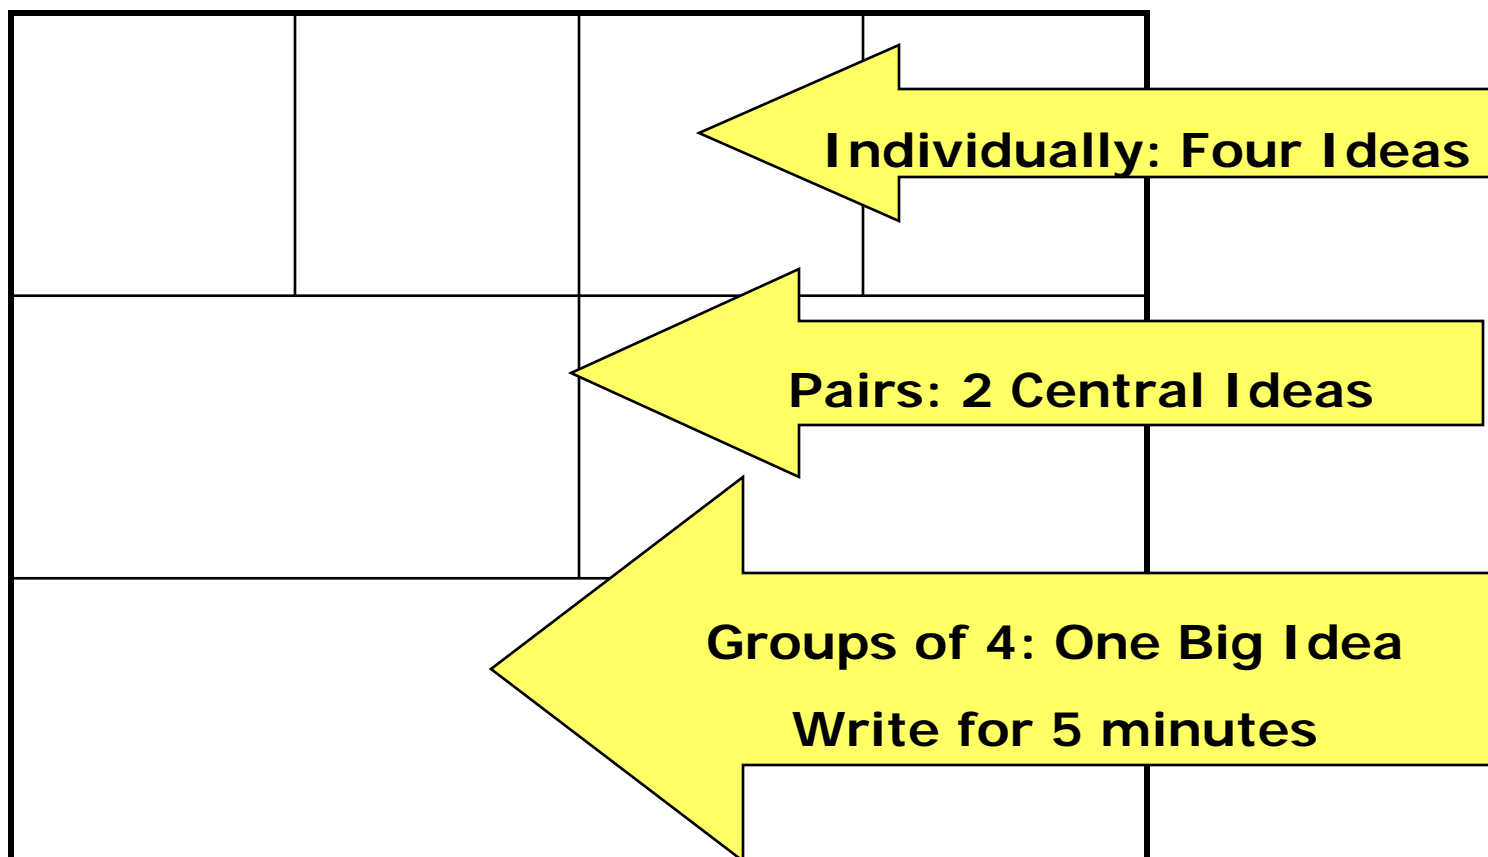 Individually: Four Ideas
Pairs: 2 Central Ideas
Groups of 4: One Big Idea
Write for 5 minutes